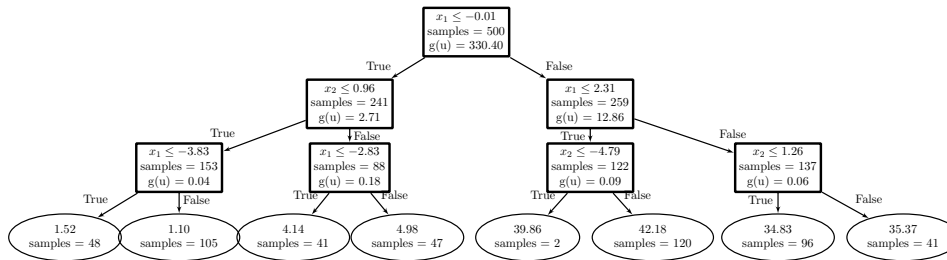 x₁ ≤ −0.01
samples = 500
g(u) = 330.40
True
False
x₂ ≤ 0.96
samples = 241
g(u) = 2.71
x₁ ≤ 2.31
samples = 259
g(u) = 12.86
True
False
True
False
x₁ ≤ −3.83
samples = 153
g(u) = 0.04
x₁ ≤ −2.83
samples = 88
g(u) = 0.18
x₂ ≤ −4.79
samples = 122
g(u) = 0.09
x₂ ≤ 1.26
samples = 137
g(u) = 0.06
True
False
True
False
True
False
True
False
1.52
samples = 48
1.10
samples = 105
4.14
samples = 41
4.98
samples = 47
39.86
samples = 2
42.18
samples = 120
34.83
samples = 96
35.37
samples = 41